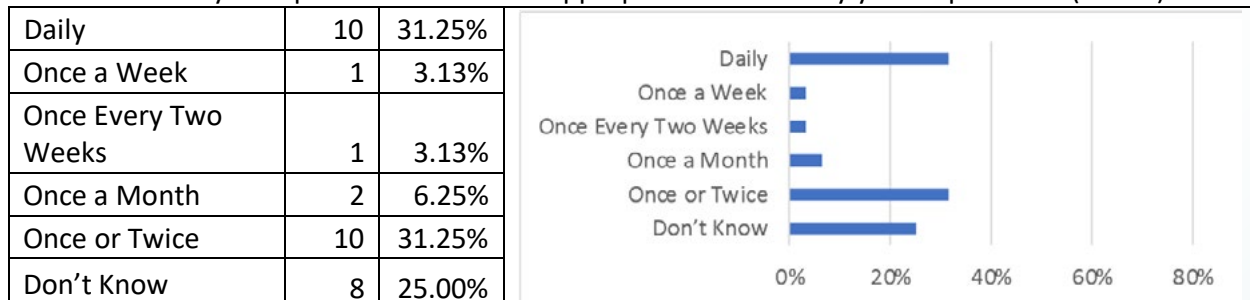 Daily 10 31.25%
Once a Week 1 3.13%
Once Every Two
Weeks 1 3.13%
Once a Month 2 6.25%
Once or Twice 10 31.25%
Don't Know 8 25.00%
Daily
Once a Week
Once Every Two Weeks
Once a Month
Once or Twice
Don't Know
0% 20% 40% 60% 80%